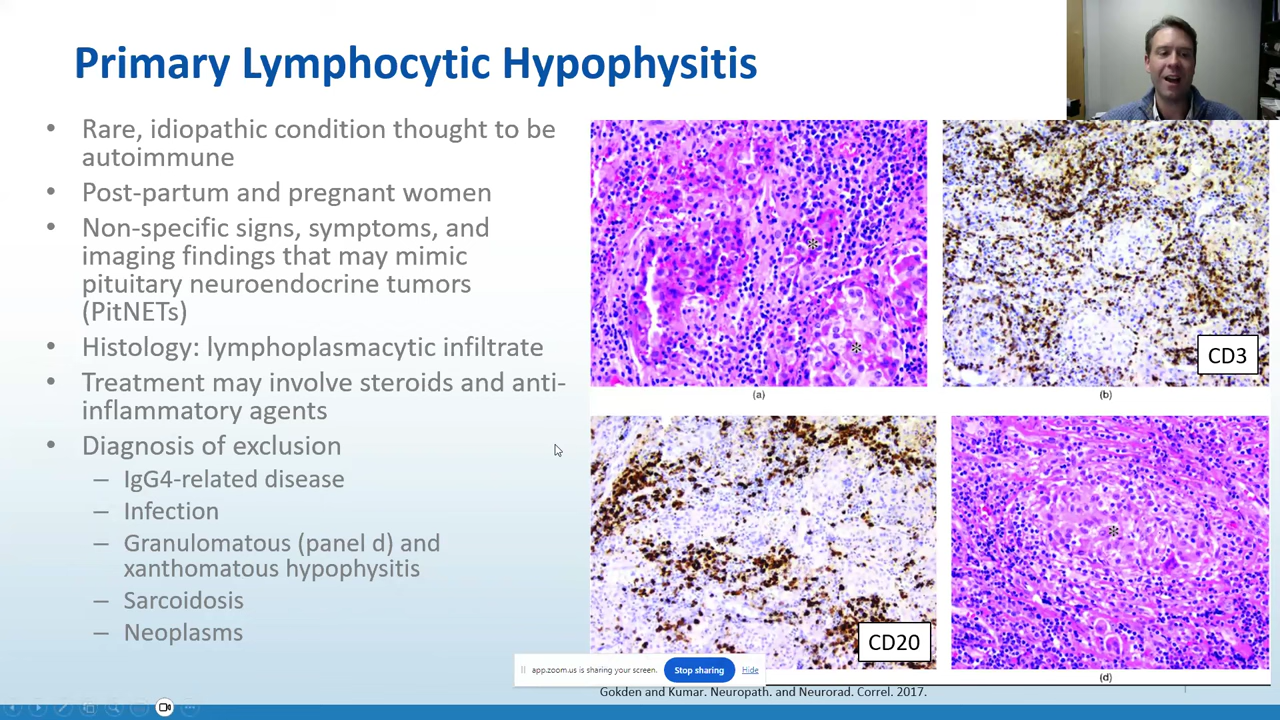 Primary Lymphocytic Hypophysitis
• Rare, idiopathic condition thought to be
autoimmune
• Post-partum and pregnant women
• Non-specific signs, symptoms, and
imaging findings that may mimic
pituitary neuroendocrine tumors
(PitNETs)
• Histology: lymphoplasmacytic infiltrate
• Treatment may involve steroids and anti-
inflammatory agents
• Diagnosis of exclusion
– IgG4-related disease
– Infection
– Granulomatous (panel d) and
xanthomatous hypophysitis
– Sarcoidosis
– Neoplasms
*
*
(a)
CD3
(b)
CD20
*
(d)
app.zoom.us is sharing your screen.
Stop sharing
Hide
Gokden and Kumar. Neuropath. and Neurorad. Correl. 2017.